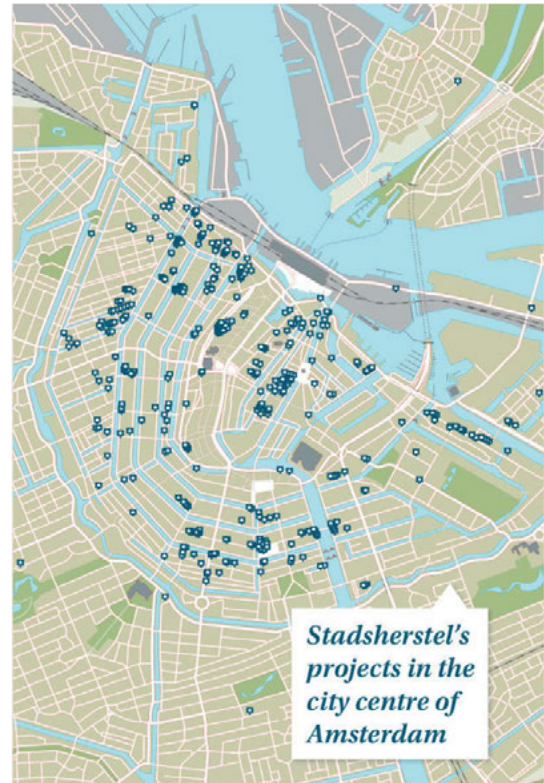 Stadsherstel's
projects in the
city centre of
Amsterdam